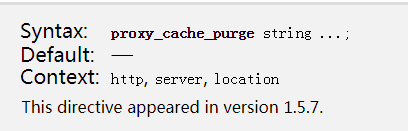 Syntax: proxy_cache_purge string ...;
Default: —
Context: http, server, location
This directive appeared in version 1.5.7.